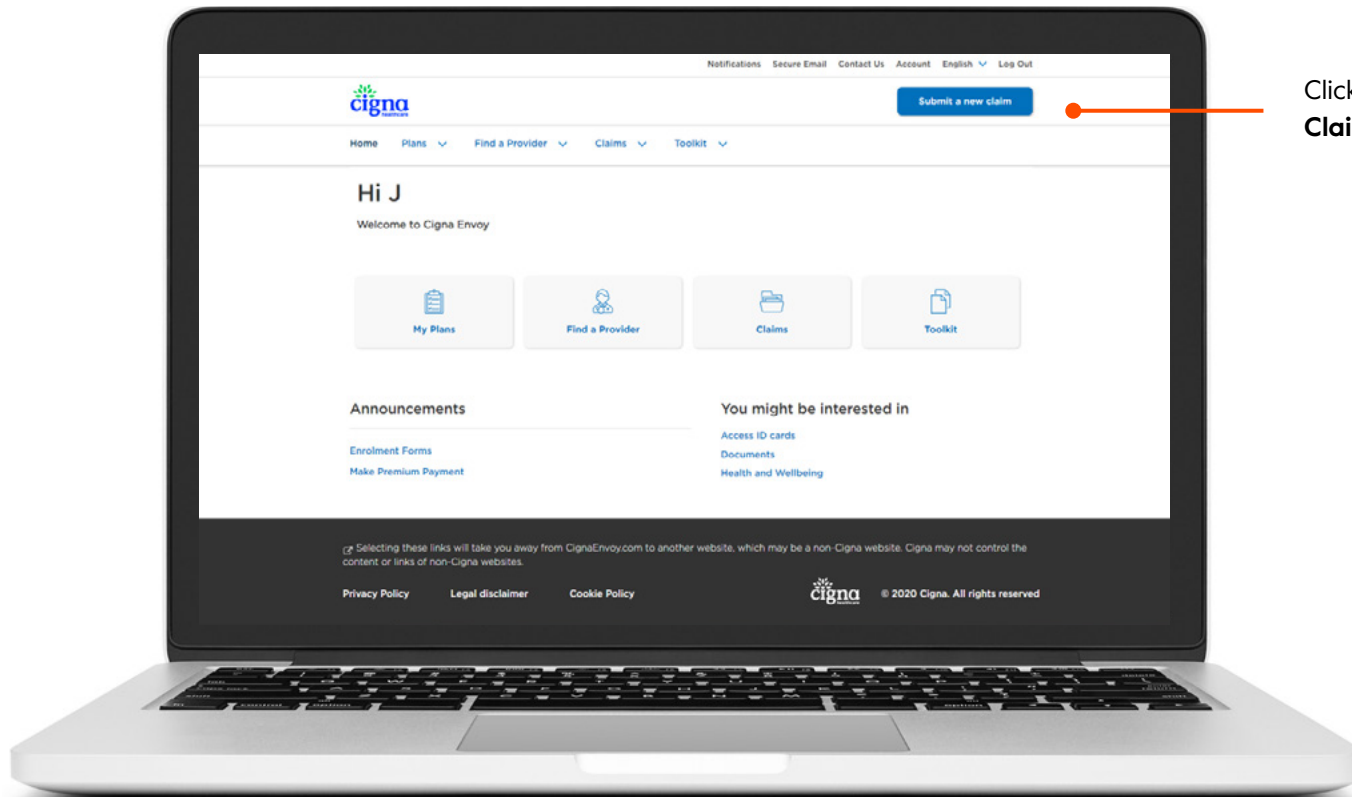 Notifications Secure Email Contact Us Account English Log Out
cigna
healthcare
Submit a new claim
Click
Clai
Home Plans Find a Provider Claims Toolkit
Hi J
Welcome to Cigna Envoy
My Plans Find a Provider Claims Toolkit
Announcements
Enrolment Forms
Make Premium Payment
You might be interested in
Access ID cards
Documents
Health and Wellbeing
Selecting these links will take you away from CignaEnvoy.com to another website, which may be a non-Cigna website. Cigna may not control the
content or links of non-Cigna websites.
Privacy Policy Legal disclaimer Cookie Policy
cigna
healthcare
© 2020 Cigna. All rights reserved